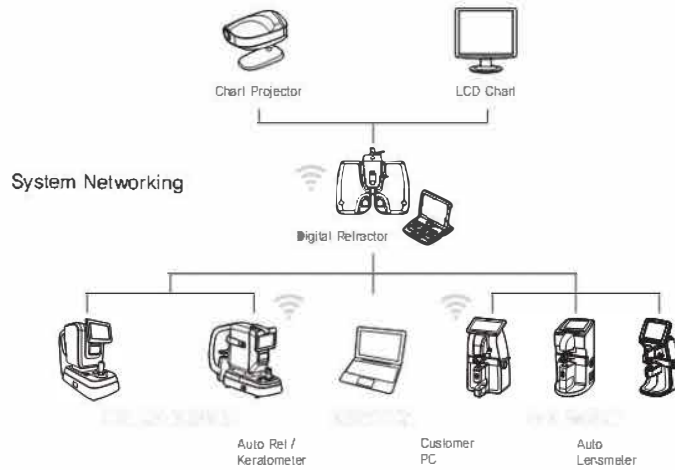 Chart Projector
LCD Chart
System Networking
Digital Refractor
Auto Ref /
Keratometer
Customer
PC
Auto
Lensmeter